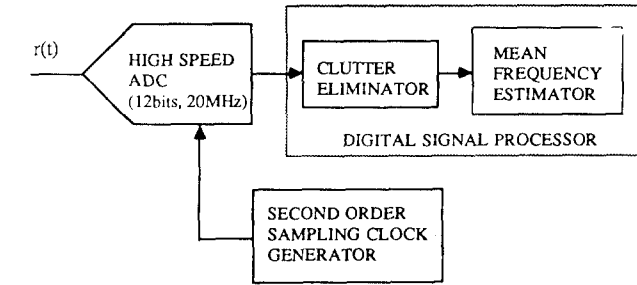 r(t)
HIGH SPEED
ADC
(12bits, 20MHz)
CLUTTER
ELIMINATOR
MEAN
FREQUENCY
ESTIMATOR
DIGITAL SIGNAL PROCESSOR
SECOND ORDER
SAMPLING CLOCK
GENERATOR